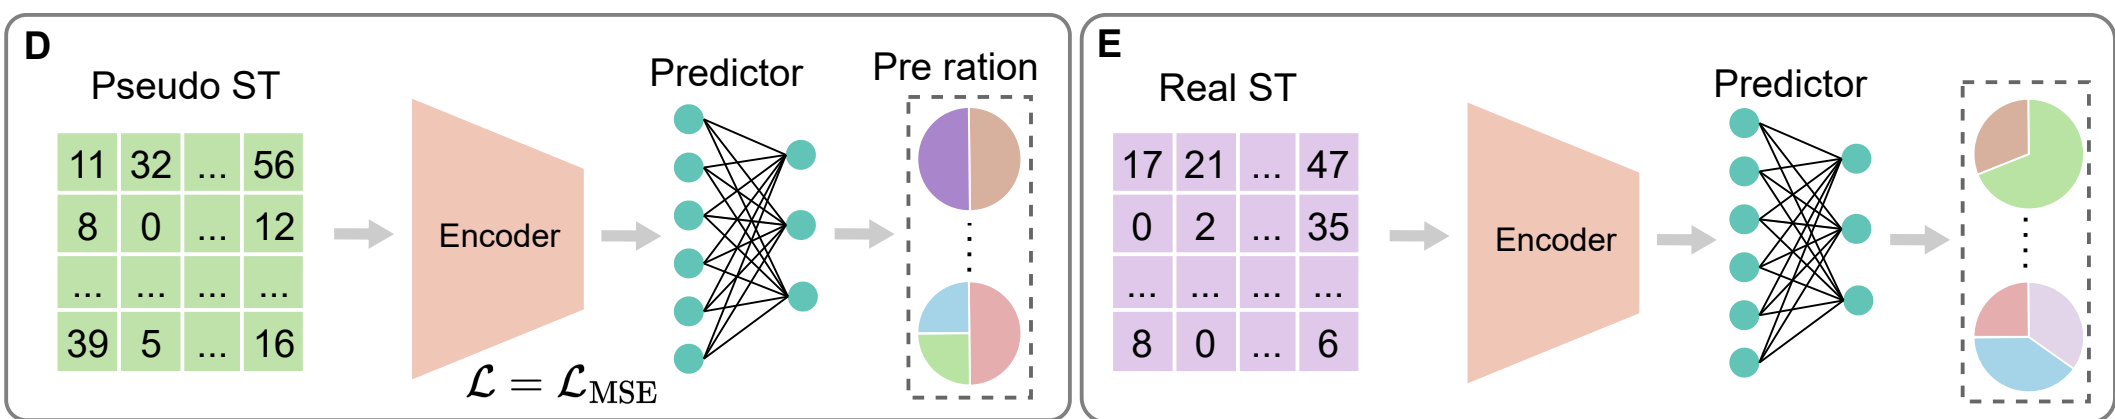 D
Pseudo ST
11 32 ... 56
8 0 ... 12
... ... ... ...
39 5 ... 16
Encoder
ℒ = ℒMSE
Predictor
Pre ration
E
Real ST
17 21 ... 47
0 2 ... 35
... ... ... ...
8 0 ... 6
Encoder
Predictor